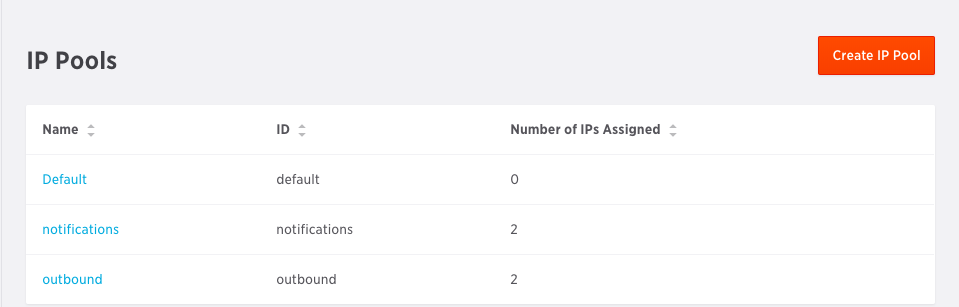 IP Pools
Create IP Pool
Name ID Number of IPs Assigned
Default default 0
notifications notifications 2
outbound outbound 2